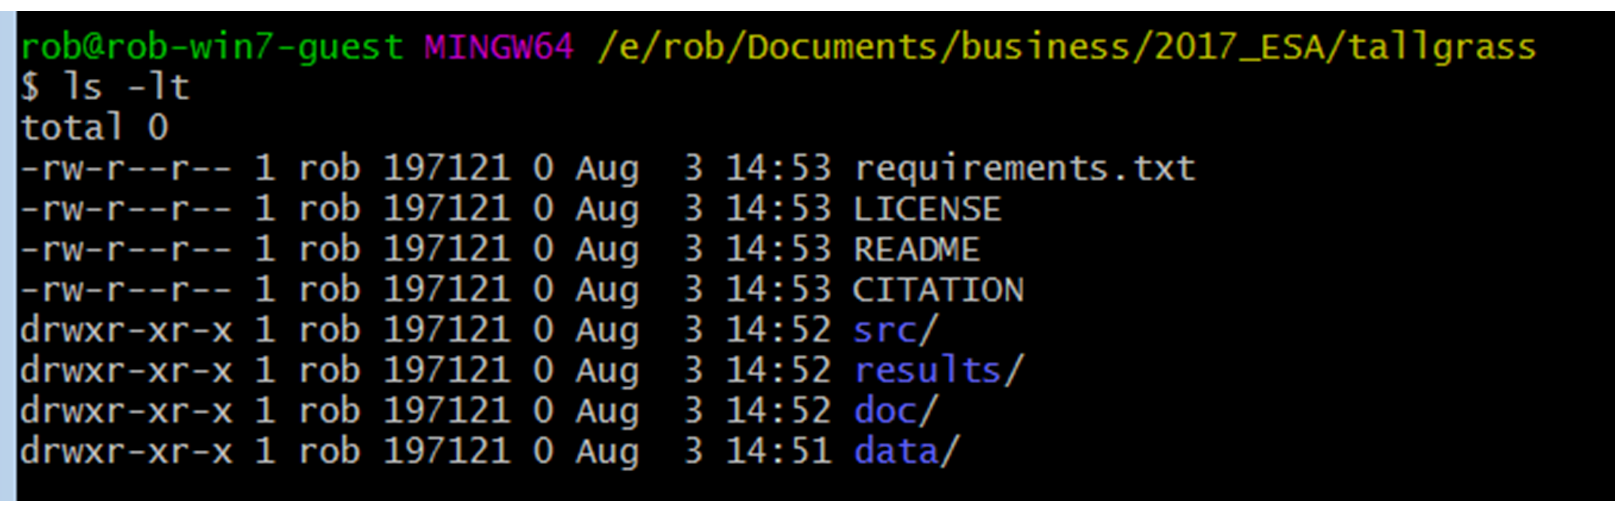 rob@rob-win7-guest MINGW64 /e/rob/Documents/business/2017_ESA/tallgrass
$ ls -lt
total 0
-rw-r--r-- 1 rob 197121 0 Aug  3 14:53 requirements.txt
-rw-r--r-- 1 rob 197121 0 Aug  3 14:53 LICENSE
-rw-r--r-- 1 rob 197121 0 Aug  3 14:53 README
-rw-r--r-- 1 rob 197121 0 Aug  3 14:53 CITATION
drwxr-xr-x 1 rob 197121 0 Aug  3 14:52 src/
drwxr-xr-x 1 rob 197121 0 Aug  3 14:52 results/
drwxr-xr-x 1 rob 197121 0 Aug  3 14:52 doc/
drwxr-xr-x 1 rob 197121 0 Aug  3 14:51 data/